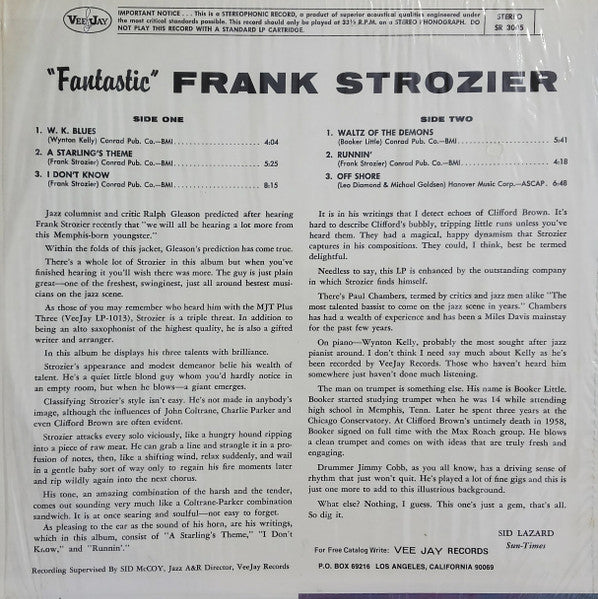 VEE JAY
IMPORTANT NOTICE . . . This is a STEREOPHONIC RECORD, a product of superior acoustical qualities engineered under
the most critical standards possible. This record should only be played at 33⅓ R.P.M. on a STEREO PHONOGRAPH. DO
NOT PLAY THIS RECORD WITH A STANDARD LP CARTRIDGE.
STEREO
SR 3005
"Fantastic" FRANK STROZIER
SIDE ONE
1. W. K. BLUES
(Wynton Kelly) Conrad Pub. Co.—BMI 4:04
2. A STARLING'S THEME
(Frank Strozier) Conrad Pub. Co.—BMI 5:25
3. I DON'T KNOW
(Frank Strozier) Conrad Pub. Co.—BMI 8:15
Jazz columnist and critic Ralph Gleason predicted after hearing
Frank Strozier recently that "we will all be hearing a lot more from
this Memphis-born youngster."
Within the folds of this jacket, Gleason's prediction has come true.
There's a whole lot of Strozier in this album but when you've
finished hearing it you'll wish there was more. The guy is just plain
great—one of the freshest, swinginest, just all around bestest musi-
cians on the jazz scene.
As those of you may remember who heard him with the MJT Plus
Three (VeeJay LP-1013), Strozier is a triple threat. In addition to
being an alto saxophonist of the highest quality, he is also a gifted
writer and arranger.
In this album he displays his three talents with brilliance.
Strozier's appearance and modest demeanor belie his wealth of
talent. He's a quiet little blond guy whom you'd hardly notice in
an empty room, but when he blows—a giant emerges.
Classifying Strozier's style isn't easy. He's not made in anybody's
image, although the influences of John Coltrane, Charlie Parker and
even Clifford Brown are often evident.
Strozier attacks every solo viciously, like a hungry hound ripping
into a piece of raw meat. He can grab a line and strangle it in a pro-
fusion of notes, then, like a shifting wind, relax suddenly, and wail
in a gentle baby sort of way only to regain his fire moments later
and rip wildly again into the next chorus.
His tone, an amazing combination of the harsh and the tender,
comes out sounding very much like a Coltrane-Parker combination
sandwich. It is at once searing and soulful—not easy to forget.
As pleasing to the ear as the sound of his horn, are his writings,
which in this album, consist of "A Starling's Theme," "I Don't
Know," and "Runnin'."
Recording Supervised By SID McCOY, Jazz A&R Director, VeeJay Records
SIDE TWO
1. WALTZ OF THE DEMONS
(Booker Little) Conrad Pub. Co.—BMI 5:41
2. RUNNIN'
(Frank Strozier) Conrad Pub. Co.—BMI 4:18
3. OFF SHORE
(Leo Diamond & Michael Goldsen) Hanover Music Corp.—ASCAP. 6:48
It is in his writings that I detect echoes of Clifford Brown. It's
hard to describe Clifford's bubbly, tripping little runs unless you've
heard them. They had a magical, happy dynamism that Strozier
captures in his compositions. They could, I think, best be termed
delightful.
Needless to say, this LP is enhanced by the outstanding company
in which Strozier finds himself.
There's Paul Chambers, termed by critics and jazz men alike "The
most talented bassist to come on the jazz scene in years." Chambers
has had a wealth of experience and has been a Miles Davis mainstay
for the past few years.
On piano—Wynton Kelly, probably the most sought after jazz
pianist around. I don't think I need say much about Kelly as he's
been recorded by VeeJay Records. Those who haven't heard him
somewhere just haven't done much listening.
The man on trumpet is something else. His name is Booker Little.
Booker started studying trumpet when he was 14 while attending
high school in Memphis, Tenn. Later he spent three years at the
Chicago Conservatory. At Clifford Brown's untimely death in 1958,
Booker signed on full time with the Max Roach group. He blows
a clean trumpet and comes on with ideas that are truly fresh and
engaging.
Drummer Jimmy Cobb, as you all know, has a driving sense of
rhythm that just won't quit. He's played a lot of fine gigs and this is
just one more to add to this illustrious background.
What else? Nothing, I guess. This one's just a gem, that's all.
So dig it.
SID LAZARD
Sun-Times
For Free Catalog Write: VEE JAY RECORDS
P.O. BOX 69216 LOS ANGELES, CALIFORNIA 90069